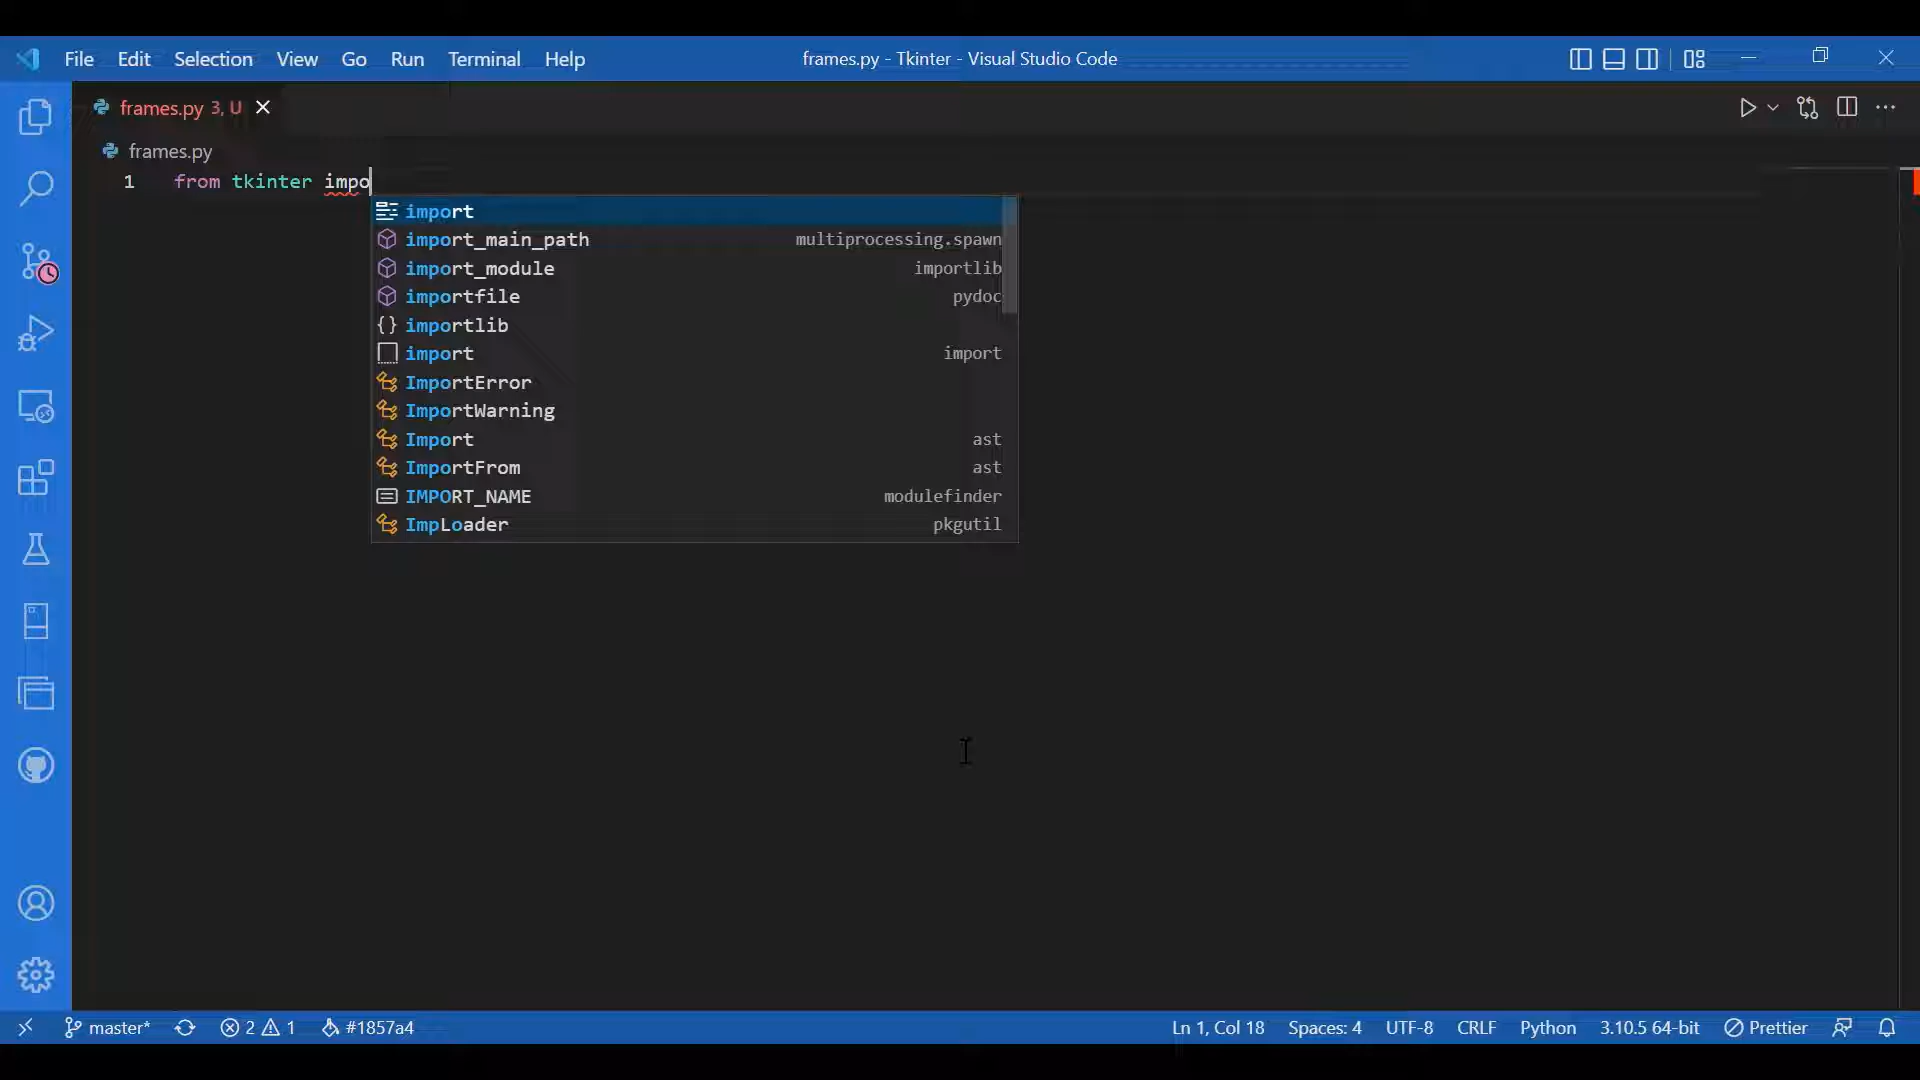 File Edit Selection View Go Run Terminal Help frames.py - Tkinter - Visual Studio Code
frames.py 3, U
frames.py
1 from tkinter impo
import
import_main_path multiprocessing.spawn
import_module importlib
importfile pydoc
importlib
import import
ImportError
ImportWarning
Import ast
ImportFrom ast
IMPORT_NAME modulefinder
ImpLoader pkgutil
master* 2 1 #1857a4 Ln 1, Col 18 Spaces: 4 UTF-8 CRLF Python 3.10.5 64-bit Prettier